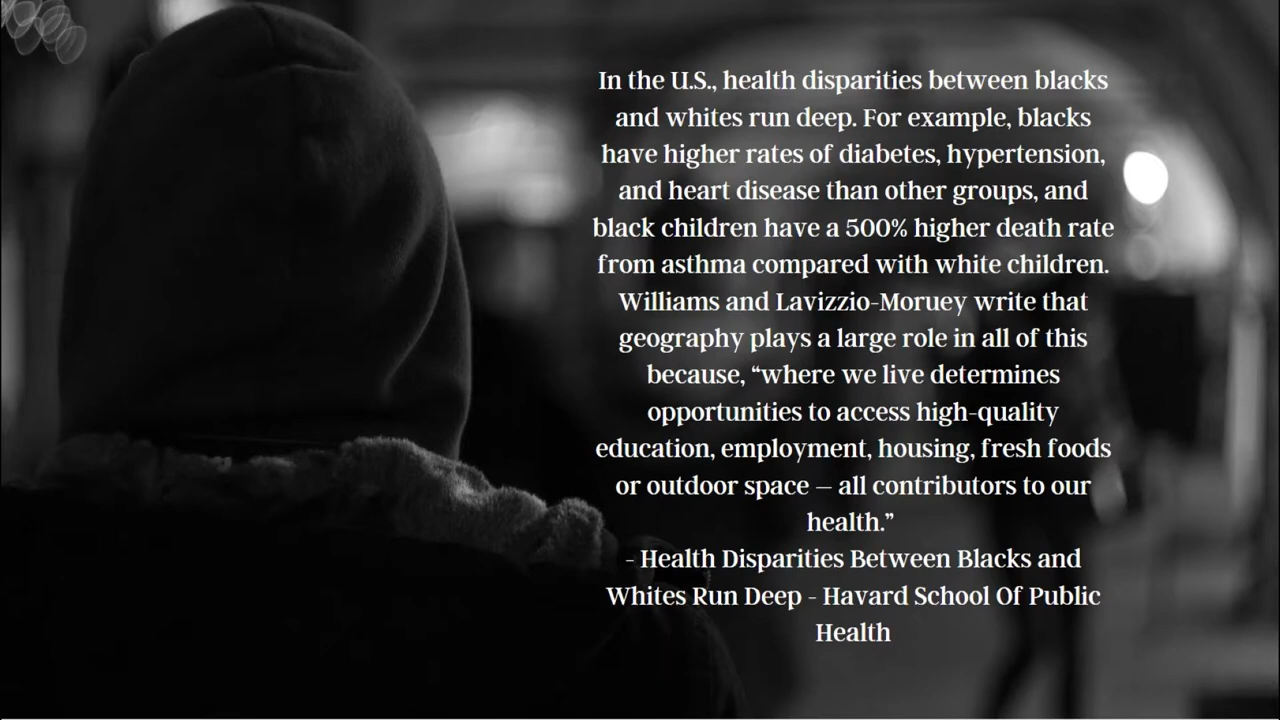 In the U.S., health disparities between blacks
and whites run deep. For example, blacks
have higher rates of diabetes, hypertension,
and heart disease than other groups, and
black children have a 500% higher death rate
from asthma compared with white children.
Williams and Lavizzio-Moruey write that
geography plays a large role in all of this
because, “where we live determines
opportunities to access high-quality
education, employment, housing, fresh foods
or outdoor space — all contributors to our
health.”
- Health Disparities Between Blacks and
Whites Run Deep - Havard School Of Public
Health